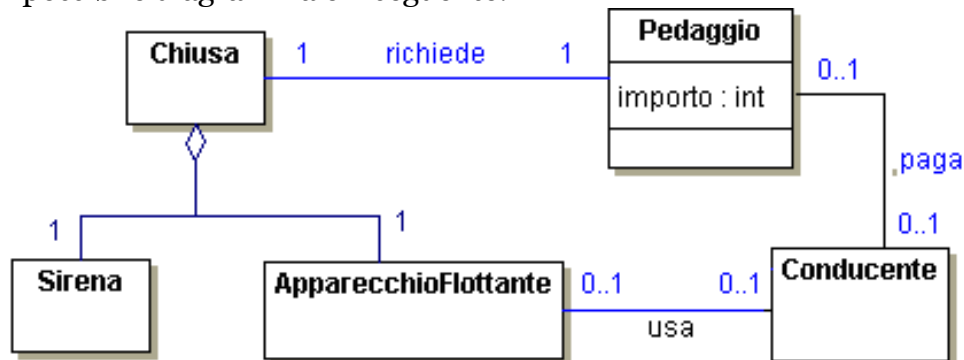 Chiusa
1 richiede 1
Pedaggio
importo : int
0..1
paga
0..1
1
1
Sirena
ApparecchioFlottante
0..1
0..1
usa
Conducente